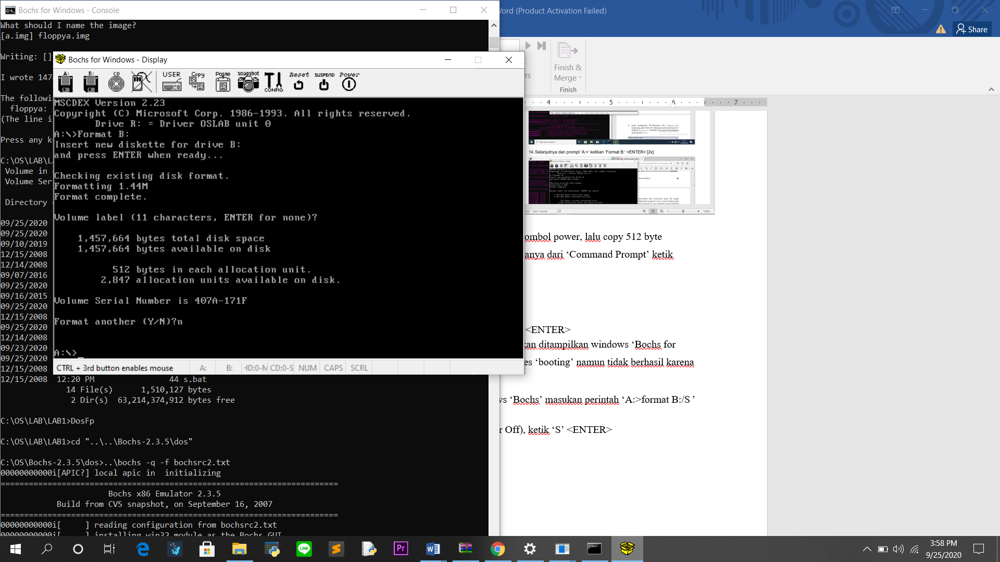 Bochs for Windows - Console
What should I name the image?
[a.img] floppya.img
Writing: []
I wrote 147
The followi
floppya:
(The line i
Press any k
C:\OS\LAB\L
Volume in
Volume Ser
Directory
09/25/2020
09/25/2020
09/10/2019
12/15/2008
12/14/2008
09/07/2016
09/25/2020
09/16/2015
09/25/2020
12/15/2008
09/25/2020
12/14/2008
09/23/2020
09/25/2020
12/15/2008
12/15/2008 12:20 PM 44 s.bat
14 File(s) 1,510,127 bytes
2 Dir(s) 63,214,374,912 bytes free
C:\OS\LAB\LAB1>DosFp
C:\OS\LAB\LAB1>cd "..\..\Bochs-2.3.5\dos"
C:\OS\Bochs-2.3.5\dos>..\bochs -q -f bochsrc2.txt
00000000000i[APIC?] local apic in initializing
========================================================================
Bochs x86 Emulator 2.3.5
Build from CVS snapshot, on September 16, 2007
========================================================================
00000000000i[ ] reading configuration from bochsrc2.txt
00000000000i[ ] installing win32 module as the Bochs GUI
Bochs for Windows - Display
A: B: CD USER Copy Paste snapshot CONFIG Reset SUSPEND Power
MSCDEX Version 2.23
Copyright (C) Microsoft Corp. 1986-1993. All rights reserved.
Drive R: = Driver OSLAB unit 0
A:\>Format B:
Insert new diskette for drive B:
and press ENTER when ready...
Checking existing disk format.
Formatting 1.44M
Format complete.
Volume label (11 characters, ENTER for none)?
1,457,664 bytes total disk space
1,457,664 bytes available on disk
512 bytes in each allocation unit.
2,847 allocation units available on disk.
Volume Serial Number is 407A-171F
Format another (Y/N)?n
A:\>_
CTRL + 3rd button enables mouse A: B: HD:0-M CD:0-S NUM CAPS SCRL
Word (Product Activation Failed)
Share
Finish &
Merge
Finish
rs
4 5 6 7
14. Selanjutnya dari prompt ‘A:>’ ketikan ‘Format B:’ <ENTER> [2x]
ombol power, lalu copy 512 byte
anya dari ‘Command Prompt’ ketik
<ENTER>
kan ditampilkan windows ‘Bochs for
es ‘booting’ namun tidak berhasil karena
ws ‘Bochs’ masukan perintah ‘A:>format B:/S ’
r Off), ketik ‘S’ <ENTER>
LINE
Pr
3:58 PM
9/25/2020